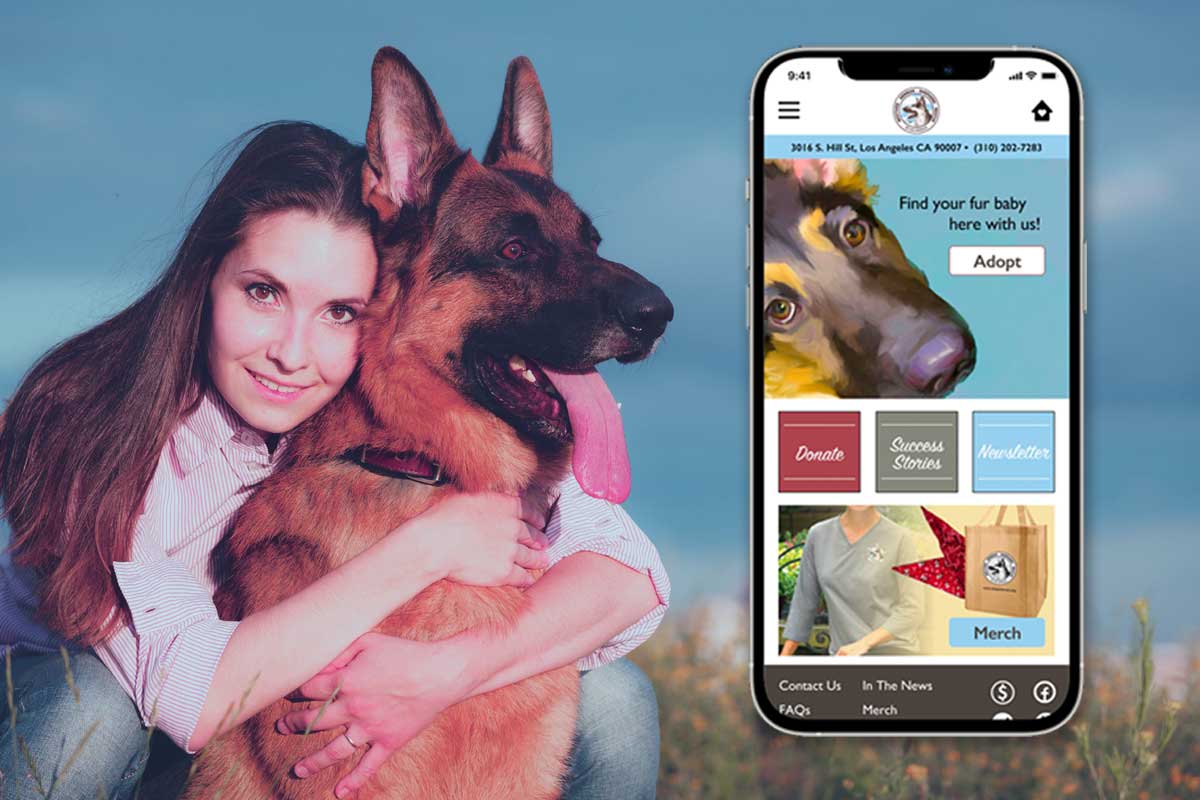 9:41
3016 S. Hill St, Los Angeles CA 90007 • (310) 202-7283
Find your fur baby
here with us!
Adopt
Donate
Success
Stories
Newsletter
Merch
Contact Us
In The News
FAQs
Merch